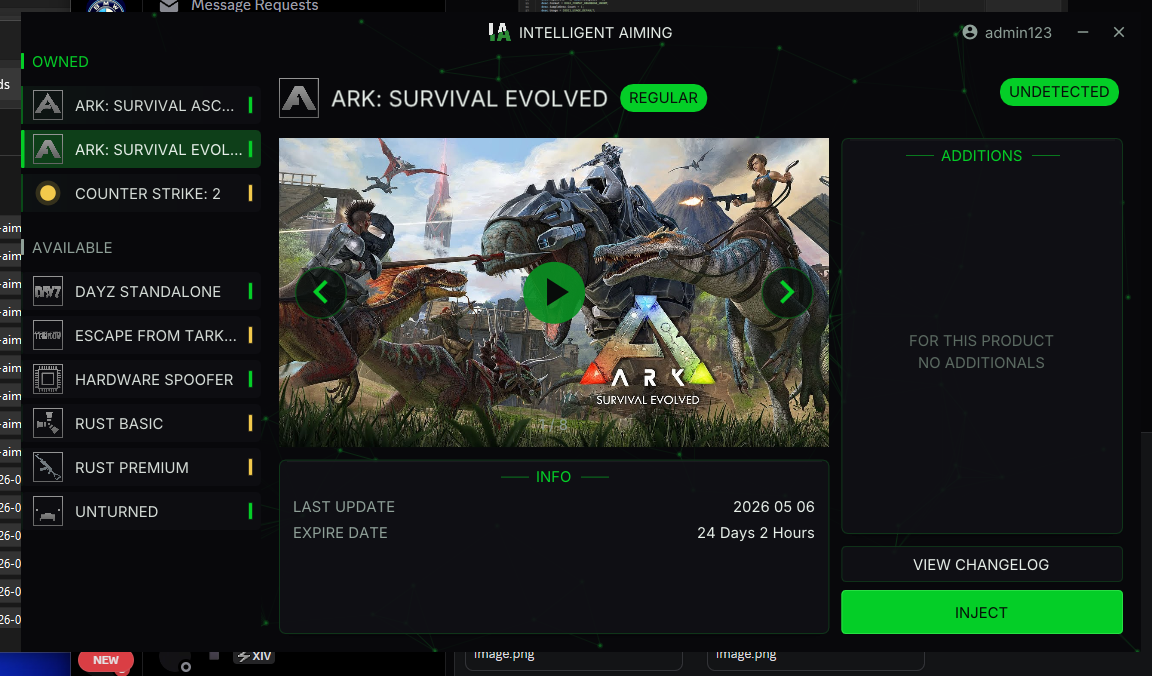 Message Requests
IA INTELLIGENT AIMING
admin123
OWNED
ARK: SURVIVAL ASC...
ARK: SURVIVAL EVOL...
COUNTER STRIKE: 2
AVAILABLE
DAYZ STANDALONE
ESCAPE FROM TARK...
HARDWARE SPOOFER
RUST BASIC
RUST PREMIUM
UNTURNED
ARK: SURVIVAL EVOLVED
REGULAR
UNDETECTED
ARK
SURVIVAL EVOLVED
1 / 8
INFO
LAST UPDATE 2026 05 06
EXPIRE DATE 24 Days 2 Hours
ADDITIONS
FOR THIS PRODUCT
NO ADDITIONALS
VIEW CHANGELOG
INJECT
NEW
XIV
image.png
image.png